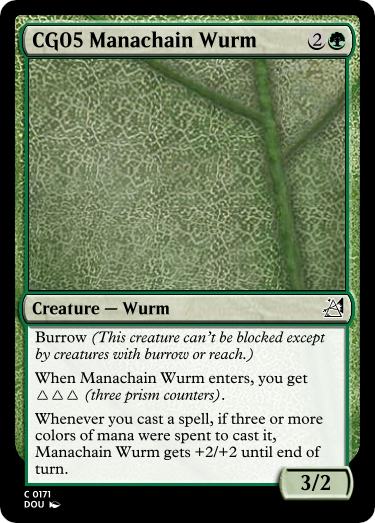 CG05 Manachain Wurm 2
Creature — Wurm
Burrow (This creature can't be blocked except
by creatures with burrow or reach.)
When Manachain Wurm enters, you get
△△△ (three prism counters).
Whenever you cast a spell, if three or more
colors of mana were spent to cast it,
Manachain Wurm gets +2/+2 until end of
turn.
3/2
C 0171
DOU